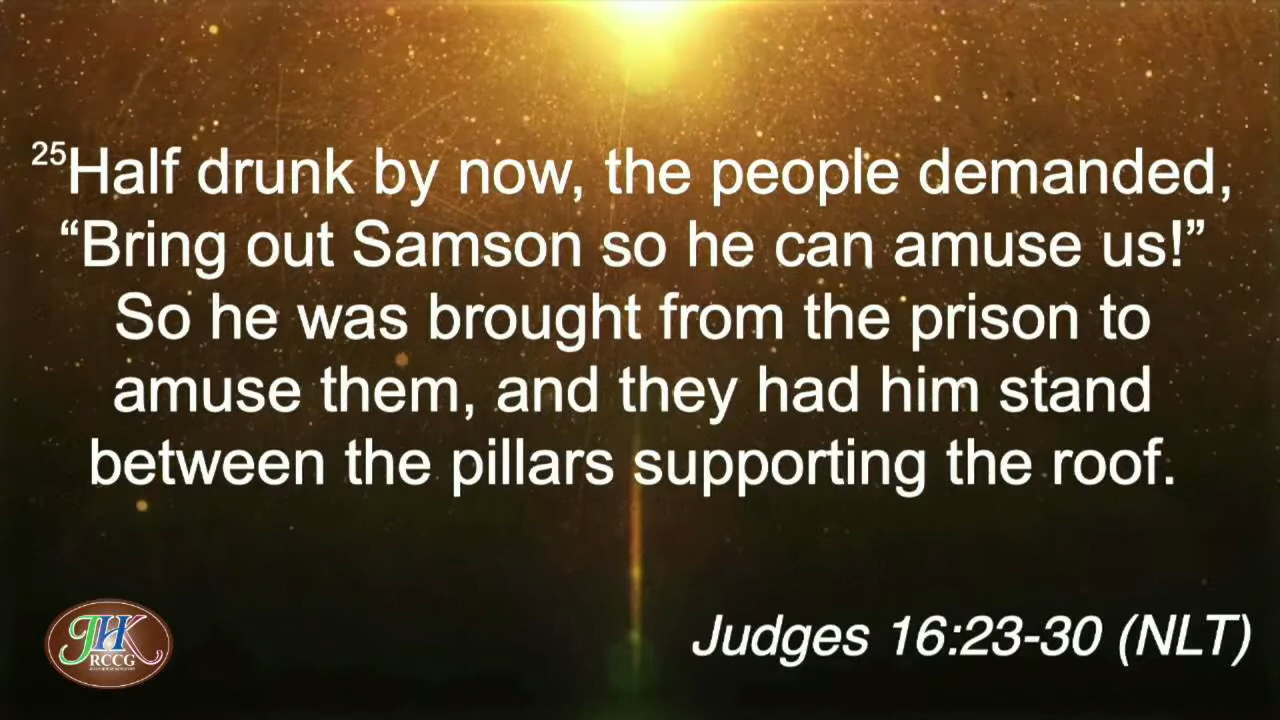 25Half drunk by now, the people demanded,
“Bring out Samson so he can amuse us!”
So he was brought from the prison to
amuse them, and they had him stand
between the pillars supporting the roof.
Judges 16:23-30 (NLT)
JHK
RCCG